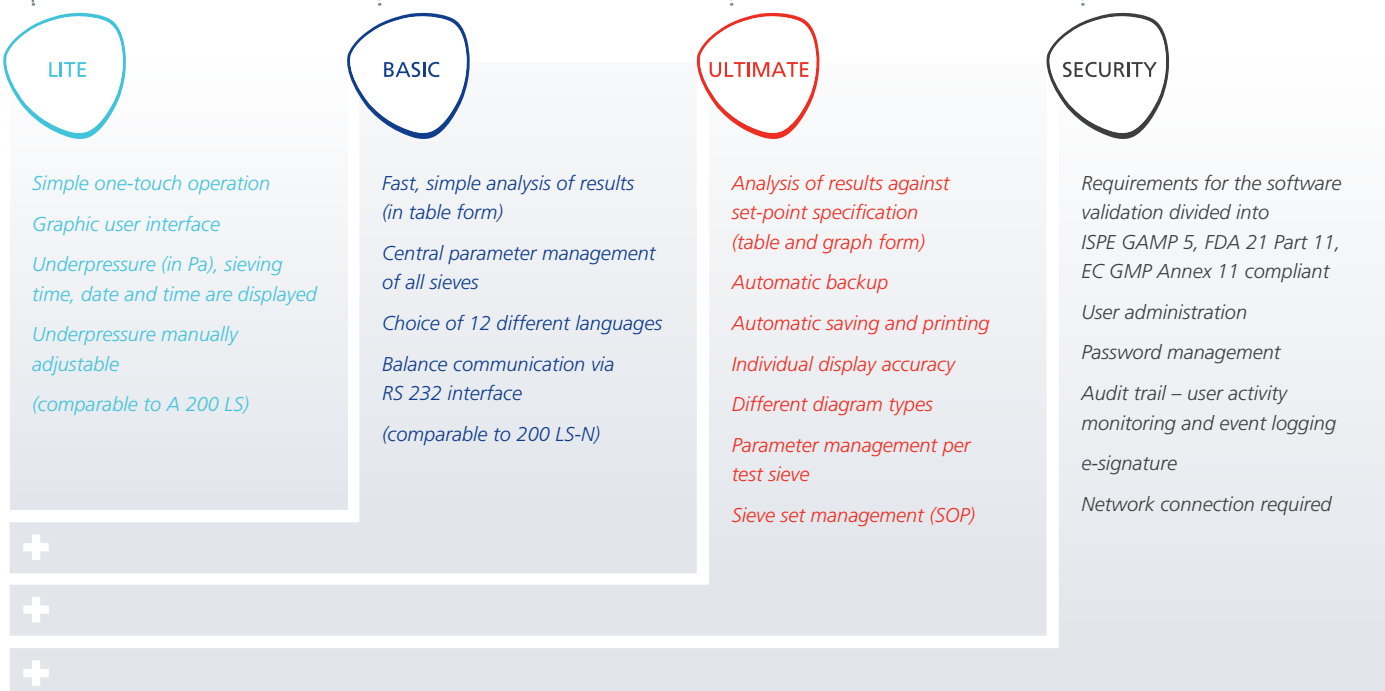 LITE
Simple one-touch operation
Graphic user interface
Underpressure (in Pa), sieving
time, date and time are displayed
Underpressure manually
adjustable
(comparable to A 200 LS)
BASIC
Fast, simple analysis of results
(in table form)
Central parameter management
of all sieves
Choice of 12 different languages
Balance communication via
RS 232 interface
(comparable to 200 LS-N)
ULTIMATE
Analysis of results against
set-point specification
(table and graph form)
Automatic backup
Automatic saving and printing
Individual display accuracy
Different diagram types
Parameter management per
test sieve
Sieve set management (SOP)
SECURITY
Requirements for the software
validation divided into
ISPE GAMP 5, FDA 21 Part 11,
EC GMP Annex 11 compliant
User administration
Password management
Audit trail – user activity
monitoring and event logging
e-signature
Network connection required